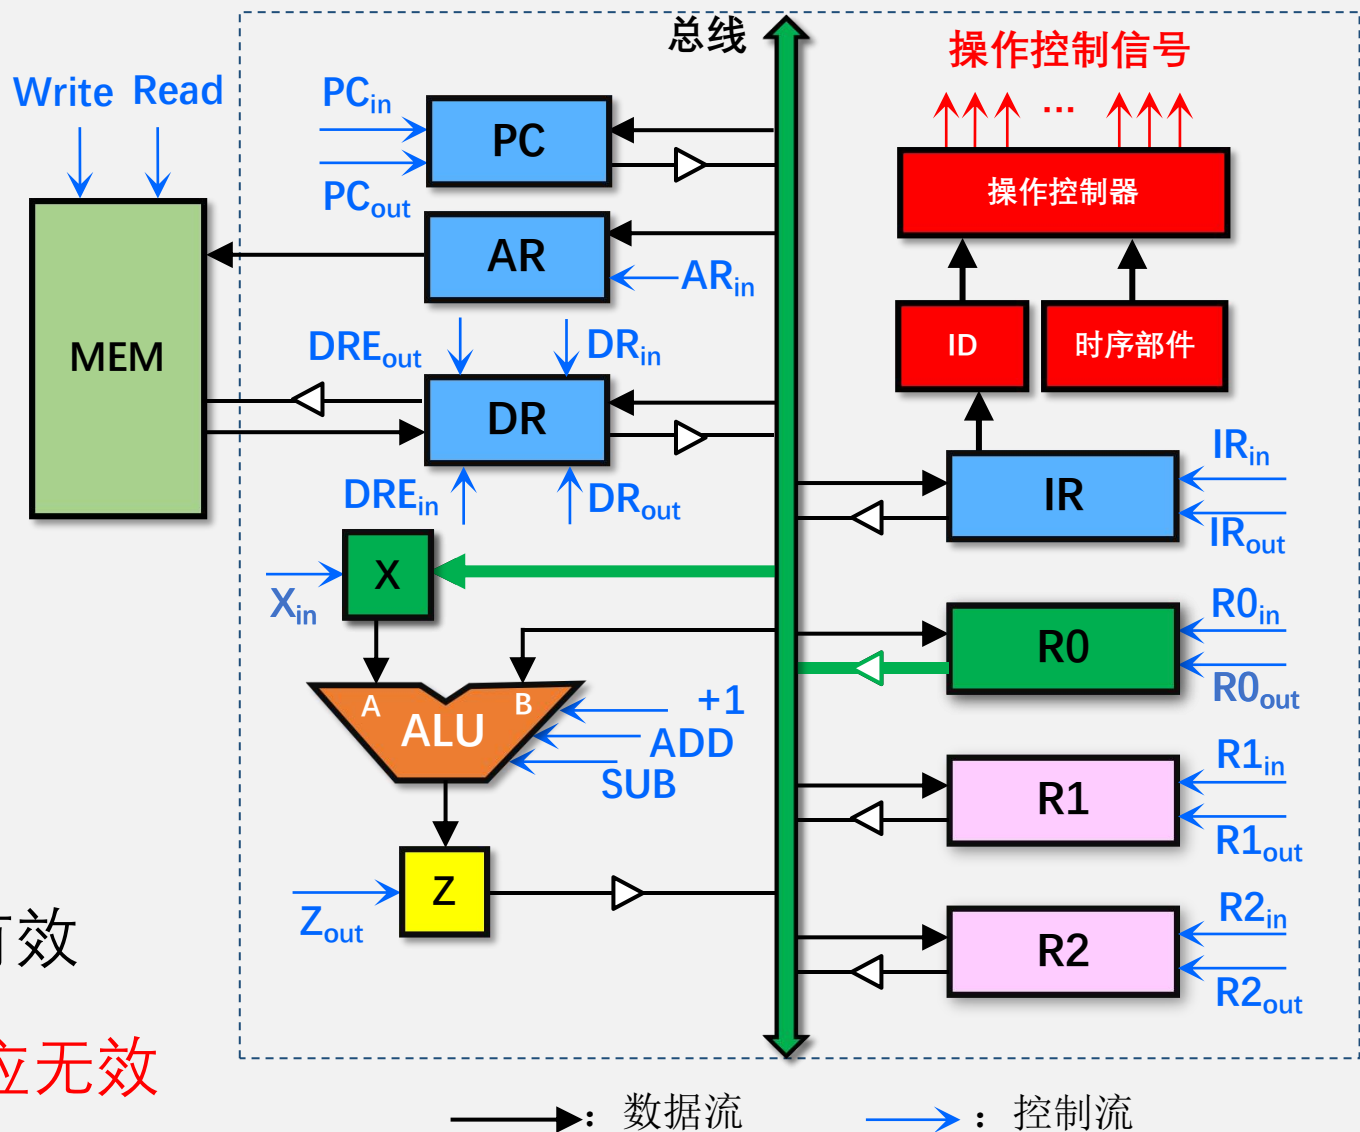 总线
操作控制信号
...
Write Read
PCin
PC
PCout
操作控制器
AR
ARin
MEM
DREout
DRin
ID
时序部件
DR
DREin
DRout
IRin
IR
IRout
X
Xin
R0in
R0
R0out
A
B
ALU
+1
ADD
SUB
R1in
R1
R1out
Z
Zout
R2in
R2
R2out
有效
应无效
：数据流
：控制流